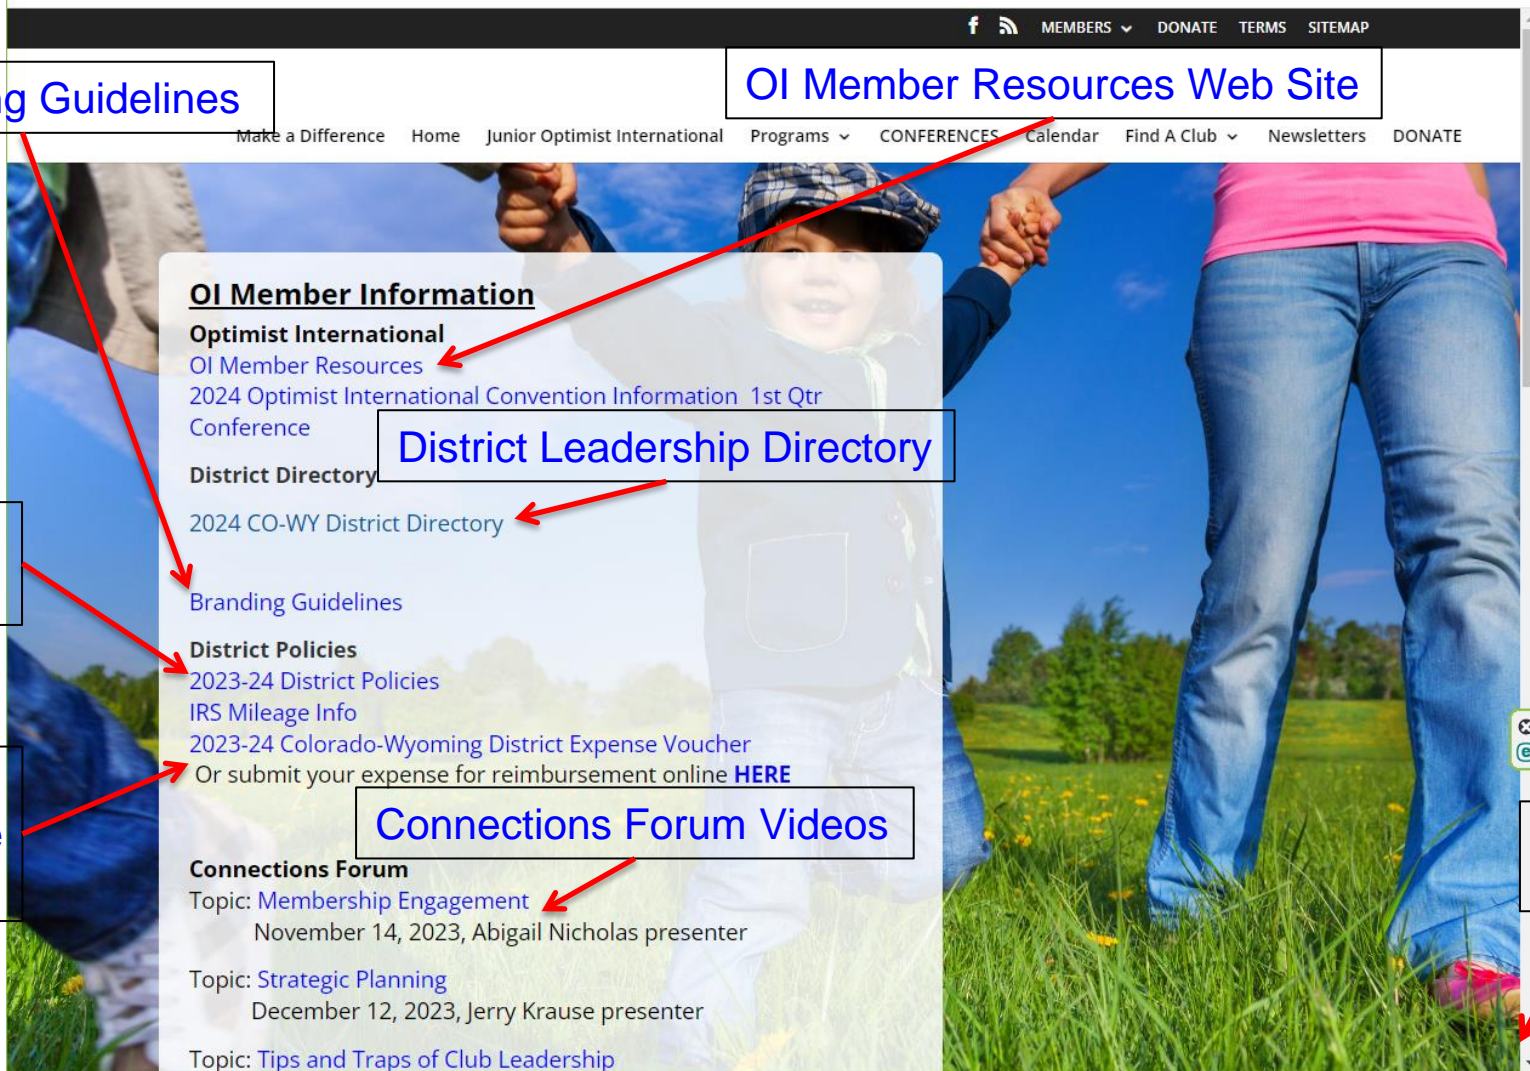 f MEMBERS DONATE TERMS SITEMAP
OI Member Resources Web Site
Guidelines
Make a Difference Home Junior Optimist International Programs CONFERENCES Calendar Find A Club Newsletters DONATE
OI Member Information
Optimist International
OI Member Resources
2024 Optimist International Convention Information 1st Qtr
Conference
District Leadership Directory
District Directory
2024 CO-WY District Directory
Branding Guidelines
District Policies
2023-24 District Policies
IRS Mileage Info
2023-24 Colorado-Wyoming District Expense Voucher
Or submit your expense for reimbursement online HERE
Connections Forum Videos
Connections Forum
Topic: Membership Engagement
November 14, 2023, Abigail Nicholas presenter
Topic: Strategic Planning
December 12, 2023, Jerry Krause presenter
Topic: Tips and Traps of Club Leadership